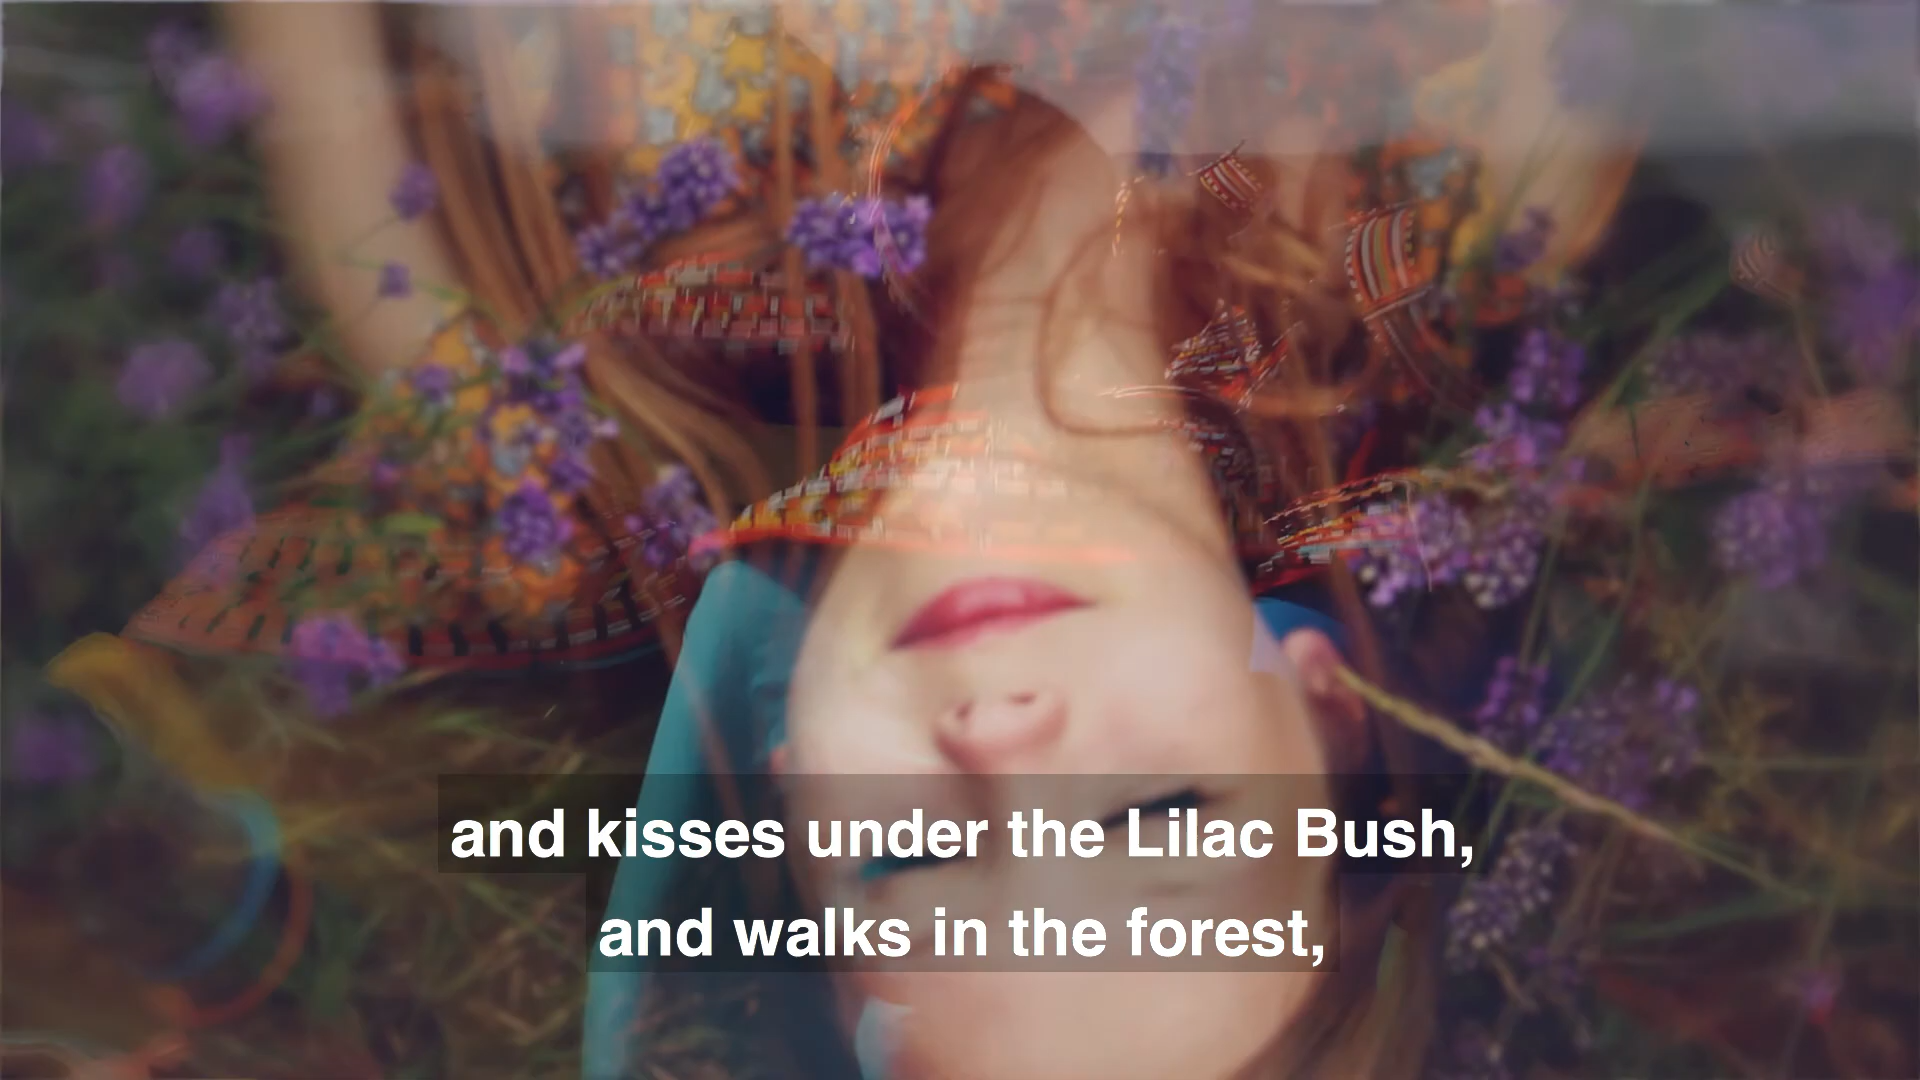 and kisses under the Lilac Bush,
and walks in the forest,